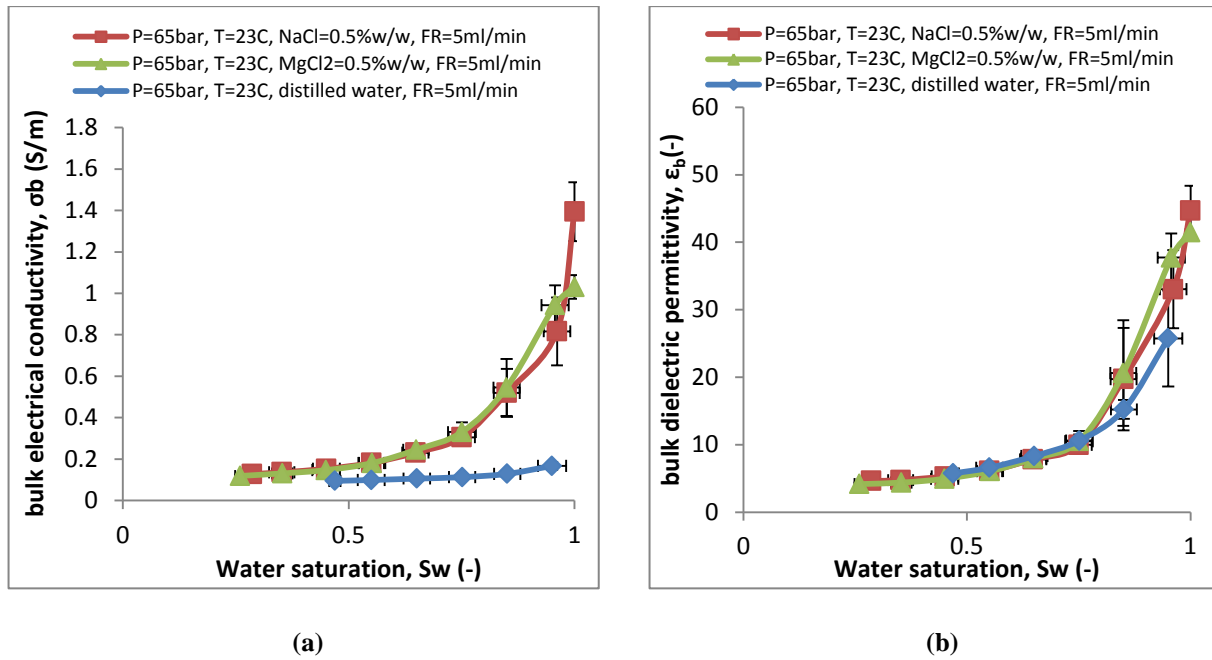 P=65bar, T=23C, NaCl=0.5%w/w, FR=5ml/min
P=65bar, T=23C, MgCl2=0.5%w/w, FR=5ml/min
P=65bar, T=23C, distilled water, FR=5ml/min
bulk electrical conductivity, σb (S/m)
1.8
1.6
1.4
1.2
1
0.8
0.6
0.4
0.2
0
0
0.5
1
Water saturation, Sw (-)
(a)
P=65bar, T=23C, NaCl=0.5%w/w, FR=5ml/min
P=65bar, T=23C, MgCl2=0.5%w/w, FR=5ml/min
P=65bar, T=23C, distilled water, FR=5ml/min
bulk dielectric permittivity, ε_b(-)
60
50
40
30
20
10
0
0
0.5
1
Water saturation, Sw (-)
(b)